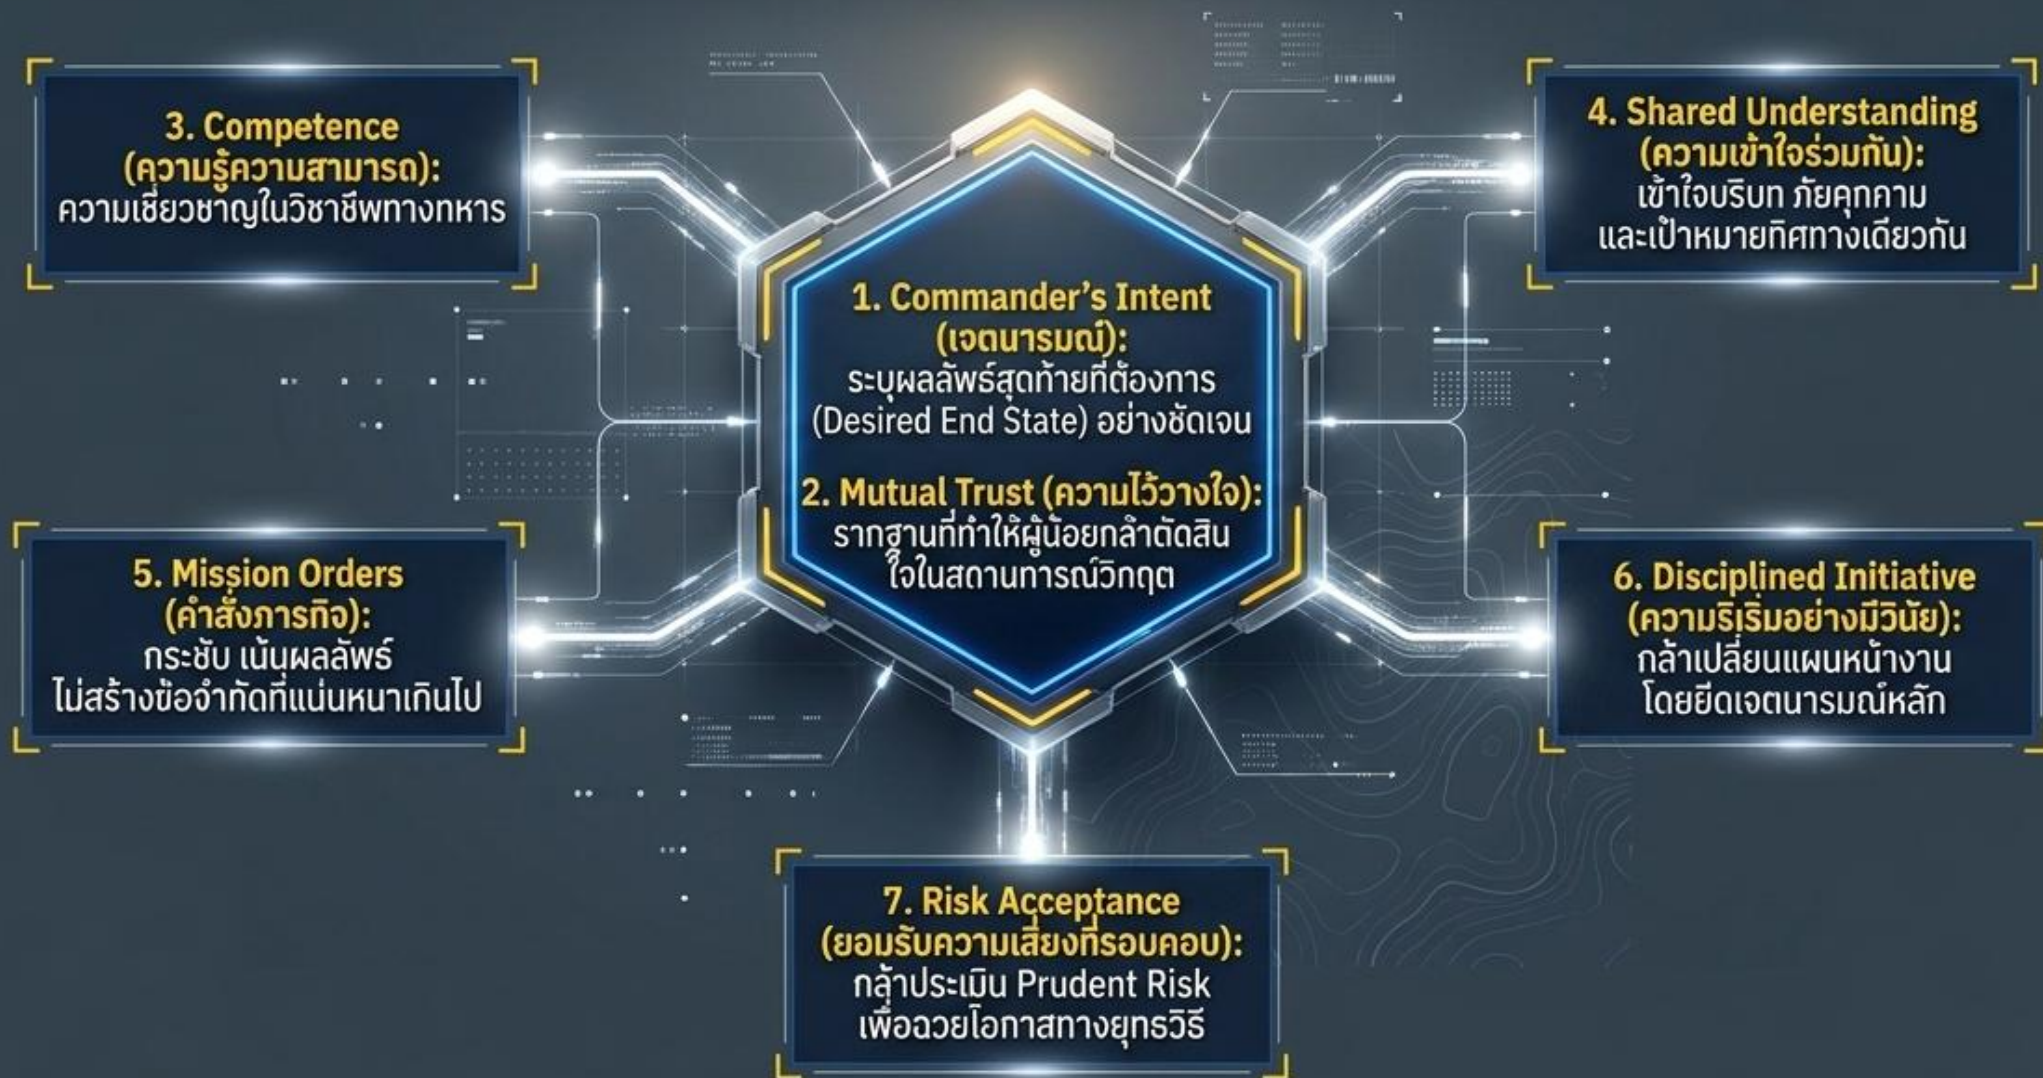 3. Competence
(ความรู้ความสามารถ):
ความเชี่ยวชาญในวิชาชีพทางทหาร
4. Shared Understanding
(ความเข้าใจร่วมกัน):
เข้าใจบริบท ภัยคุกคาม
และเป้าหมายทิศทางเดียวกัน
1. Commander's Intent
(เจตนารมณ์):
ระบุผลลัพธ์สุดท้ายที่ต้องการ
(Desired End State) อย่างชัดเจน
2. Mutual Trust (ความไว้วางใจ):
รากฐานที่ทำให้ผู้น้อยกล้าตัดสิน
ใจในสถานทารณ์วิกฤต
5. Mission Orders
(คำสั่งภารกิจ):
กระชับ เน้นผลลัพธ์
ไม่สร้างข้อจำกัดที่แน่นหนาเกินไป
6. Disciplined Initiative
(ความริเริ่มอย่างมีวินัย):
กล้าเปลี่ยนแผนหน้างาน
โดยยึดเจตนารมณ์หลัก
7. Risk Acceptance
(ยอมรับความเสี่ยงที่รอบคอบ):
กล้าประเมิน Prudent Risk
เพื่อฉวยโอกาสทางยุทธวิธี